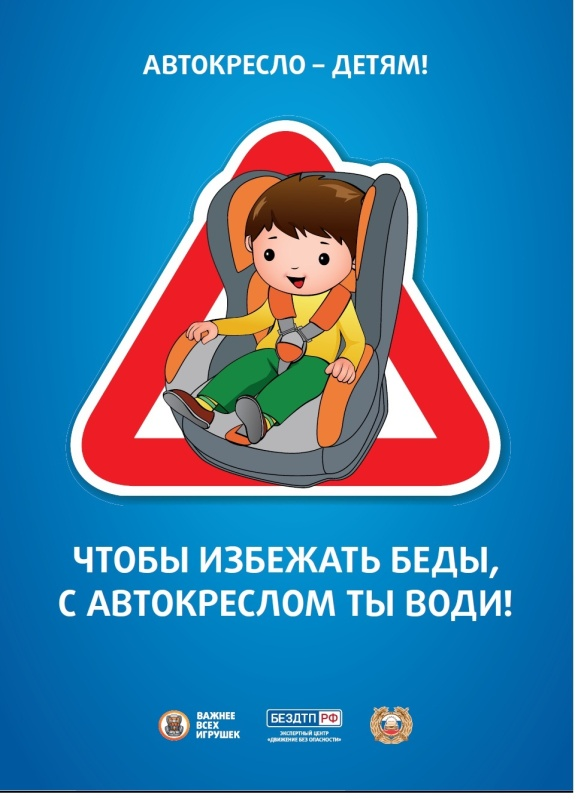 АВТОКРЕСЛО – ДЕТЯМ!
ЧТОБЫ ИЗБЕЖАТЬ БЕДЫ,
С АВТОКРЕСЛОМ ТЫ ВОДИ!
ВАЖНЕЕ
ВСЕХ
ИГРУШЕК
БЕЗДТП РФ
ЭКСПЕРТНЫЙ ЦЕНТР
«ДВИЖЕНИЕ БЕЗ ОПАСНОСТИ»